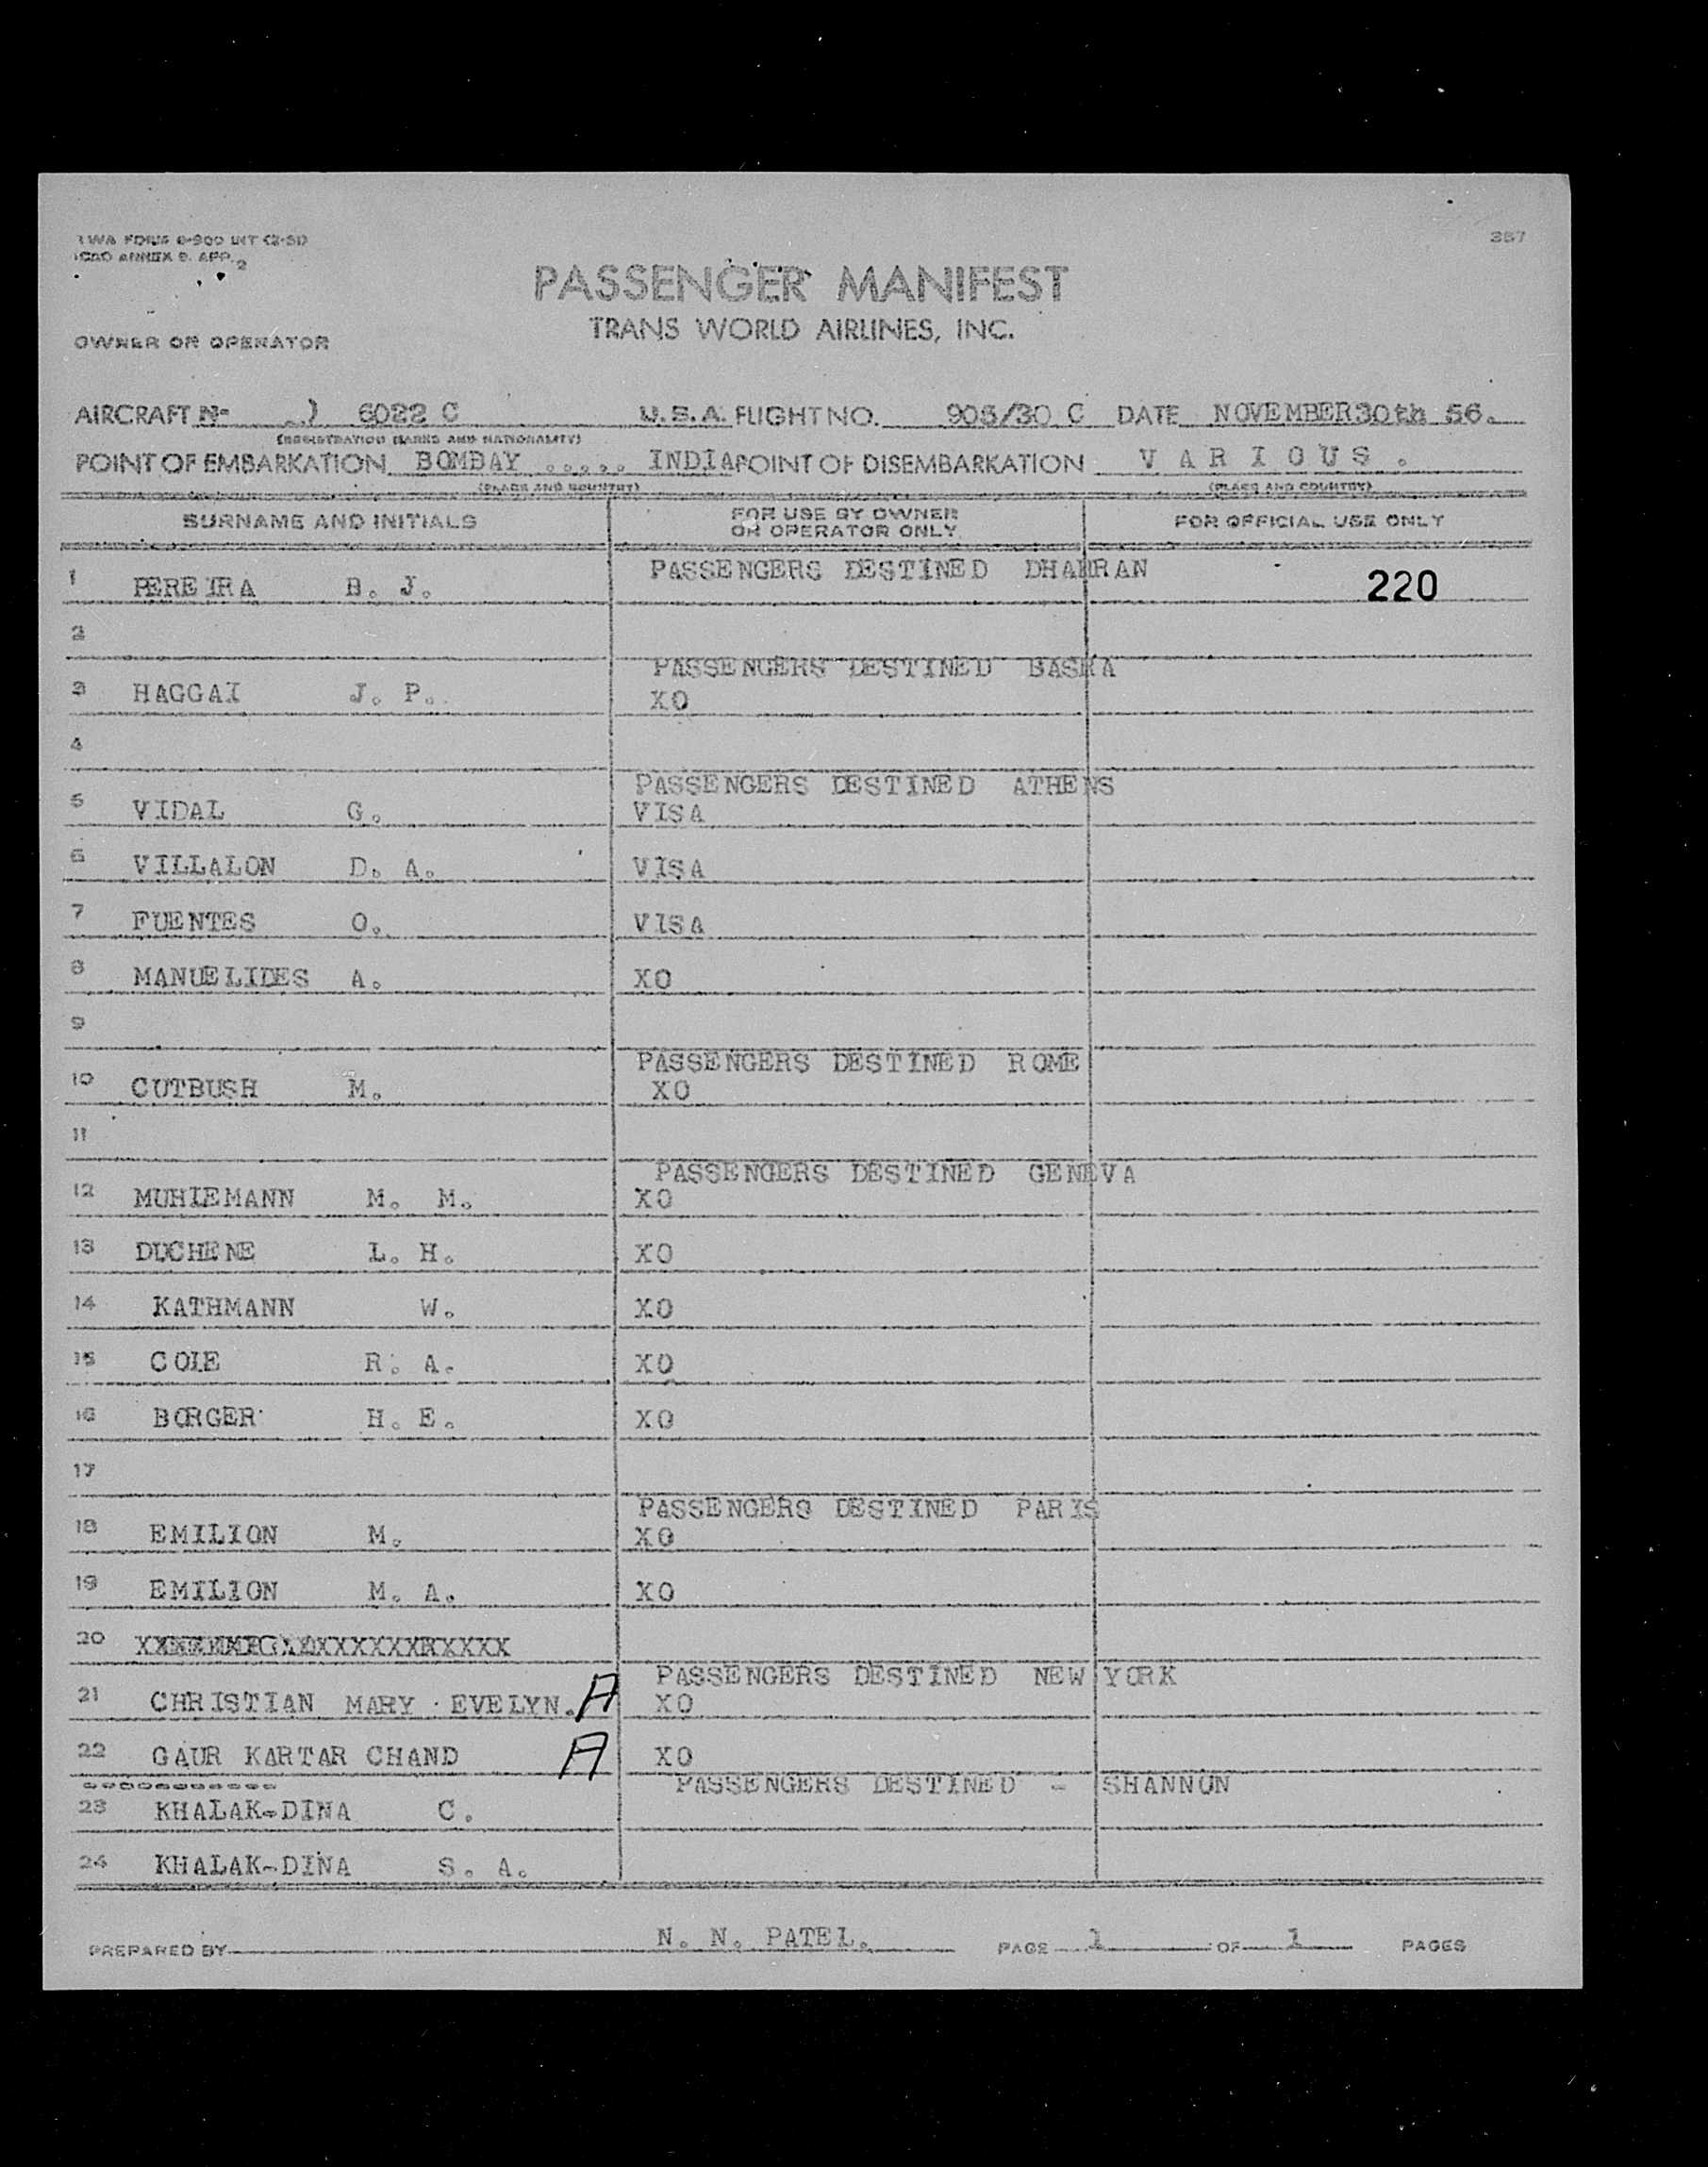 TWA FORM 0-900 INT (2-51) 357
ICAO ANNEX 9. APP. 2
PASSENGER MANIFEST
TRANS WORLD AIRLINES, INC.
OWNER OR OPERATOR
AIRCRAFT Nº ) 6022 C U.S.A. FLIGHT NO. 905/30 C DATE NOVEMBER30th 56.
(REGISTRATION MARKS AND NATIONALITY)
POINT OF EMBARKATION BOMBAY ..... INDIA POINT OF DISEMBARKATION V A R I O U S .
(PLACE AND COUNTRY) (PLACE AND COUNTRY)
SURNAME AND INITIALS FOR USE BY OWNER OR OPERATOR ONLY FOR OFFICIAL USE ONLY
PASSENGERS DESTINED DHAHRAN
1 PEREIRA B. J. 220
2
PASSENGERS DESTINED BASRA
3 HAGGAI J. P. XO
4
PASSENGERS DESTINED ATHENS
5 VIDAL G. VISA
6 VILLALON D. A. VISA
7 FUENTES O. VISA
8 MANUELIDES A. XO
9
PASSENGERS DESTINED ROME
10 CUTBUSH M. XO
11
PASSENGERS DESTINED GENEVA
12 MUHLEMANN M. M. XO
13 DUCHENE L. H. XO
14 KATHMANN W. XO
15 COLE R. A. XO
16 BORGER H. E. XO
17
PASSENGERS DESTINED PARIS
18 EMILION M. XO
19 EMILION M. A. XO
20
PASSENGERS DESTINED NEW YORK
21 CHRISTIAN MARY EVELYN. A XO
22 GAUR KARTAR CHAND A XO
PASSENGERS DESTINED - SHANNON
23 KHALAK-DINA C.
24 KHALAK-DINA S. A.
PREPARED BY N. N. PATEL. PAGE 1 OF 1 PAGES